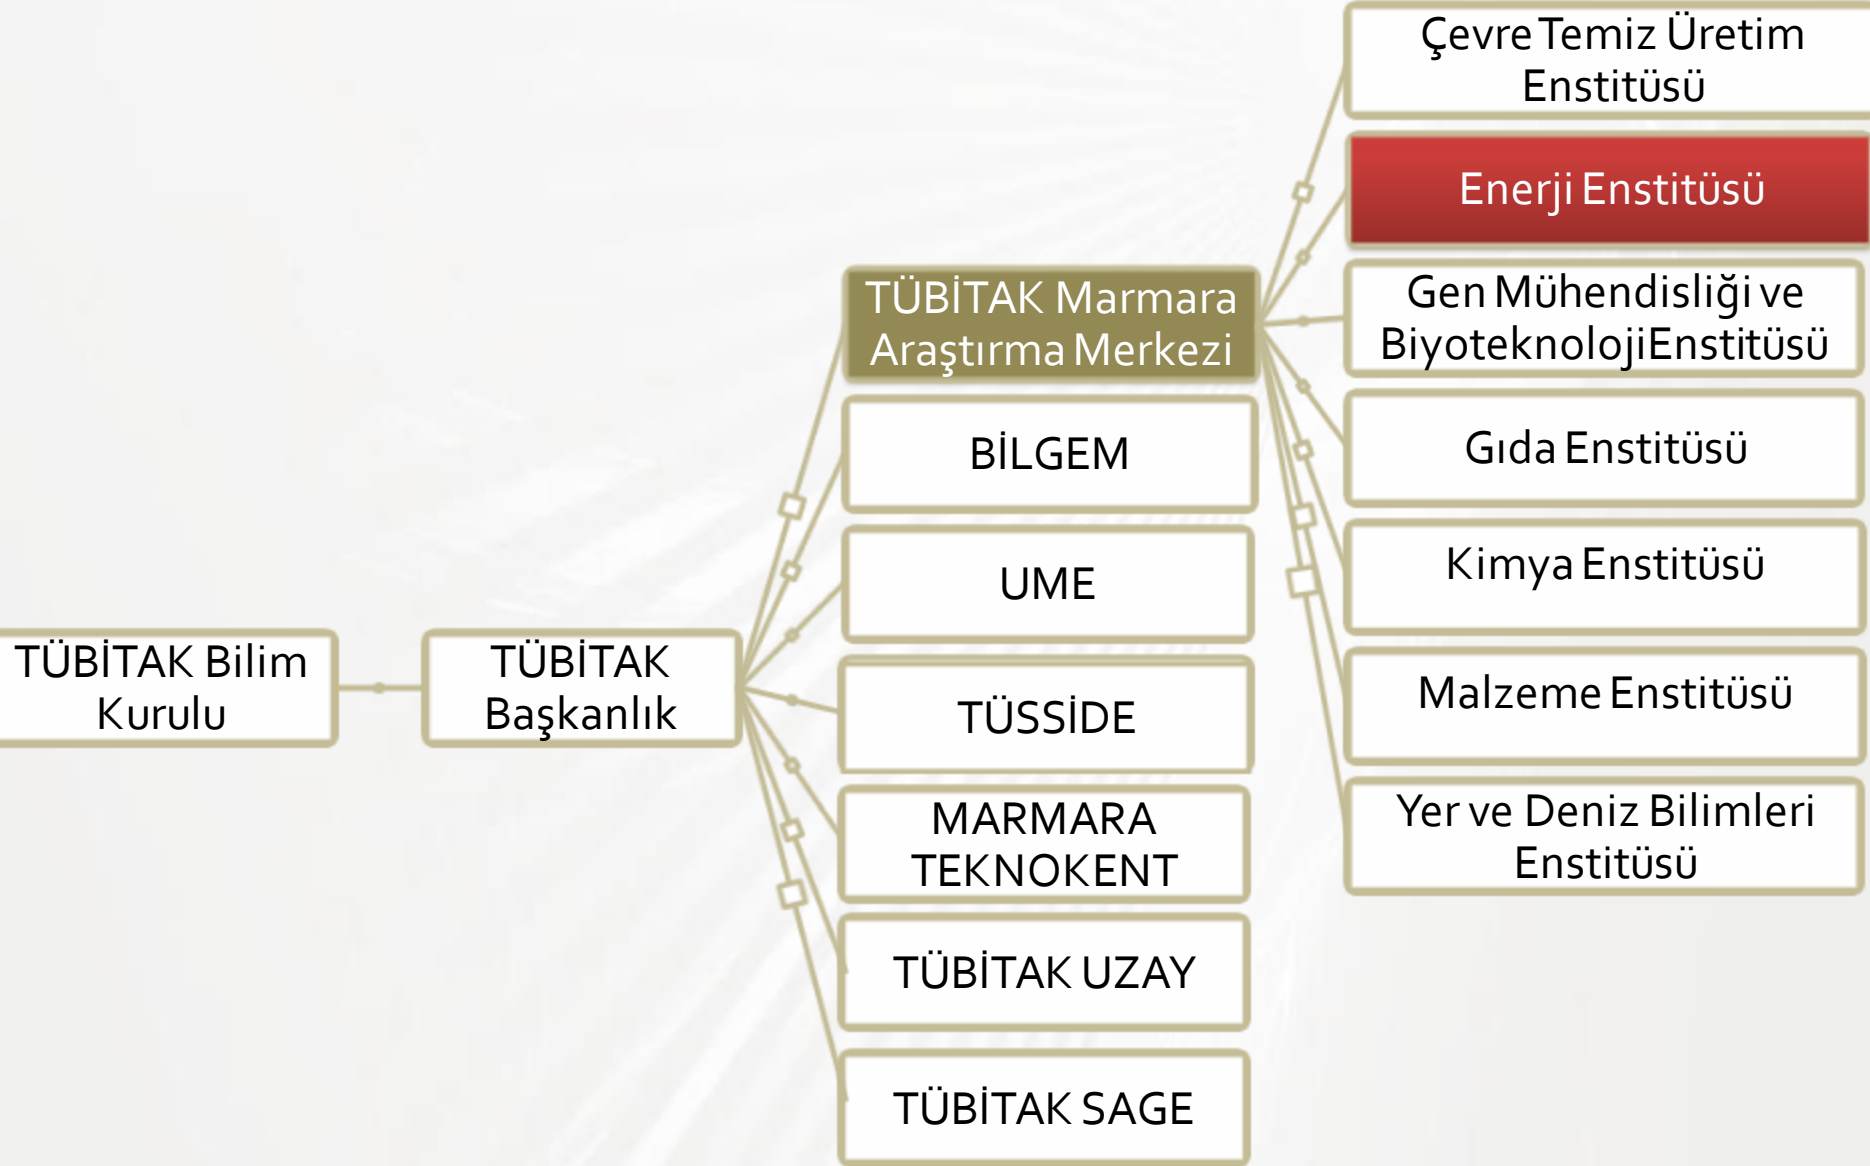 TÜBİTAK Bilim
Kurulu
TÜBİTAK
Başkanlık
TÜBİTAK Marmara
Araştırma Merkezi
BİLGEM
UME
TÜSSİDE
MARMARA
TEKNOKENT
TÜBİTAK UZAY
TÜBİTAK SAGE
Çevre Temiz Üretim
Enstitüsü
Enerji Enstitüsü
Gen Mühendisliği ve
Biyoteknoloji Enstitüsü
Gıda Enstitüsü
Kimya Enstitüsü
Malzeme Enstitüsü
Yer ve Deniz Bilimleri
Enstitüsü